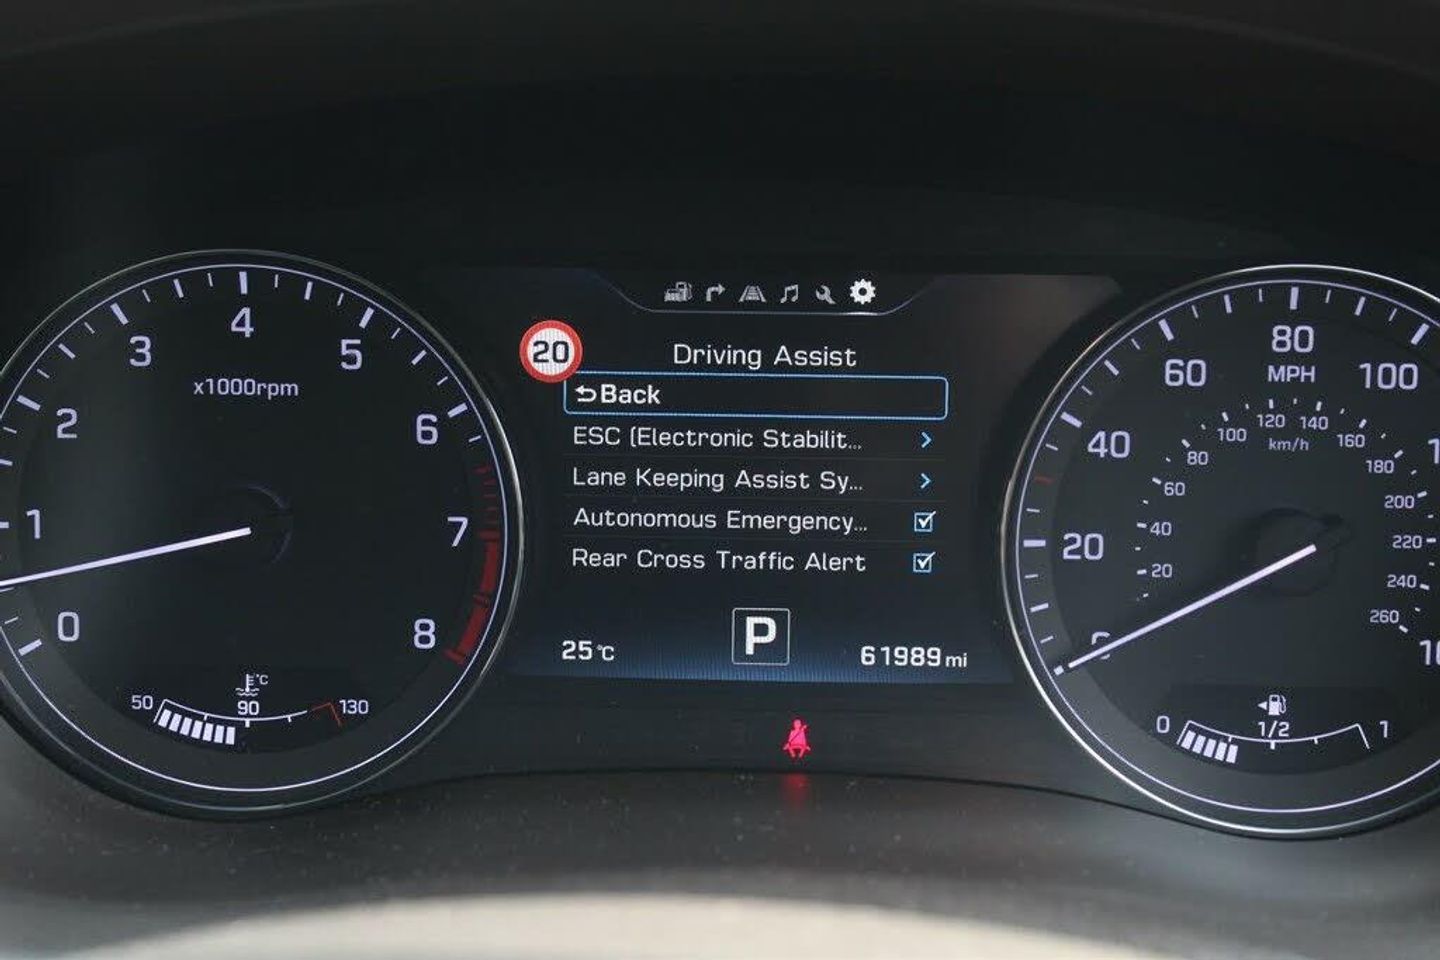 4
3
5
x1000rpm
2
6
1
7
0
8
E°C
50
90
130
20
Driving Assist
Back
ESC (Electronic Stabilit...
Lane Keeping Assist Sy...
Autonomous Emergency...
Rear Cross Traffic Alert
25°C
P
61989 mi
80
60
MPH
100
40
20
0
120
100
140
km/h
160
80
180
60
200
40
220
20
240
260
0
1/2
1